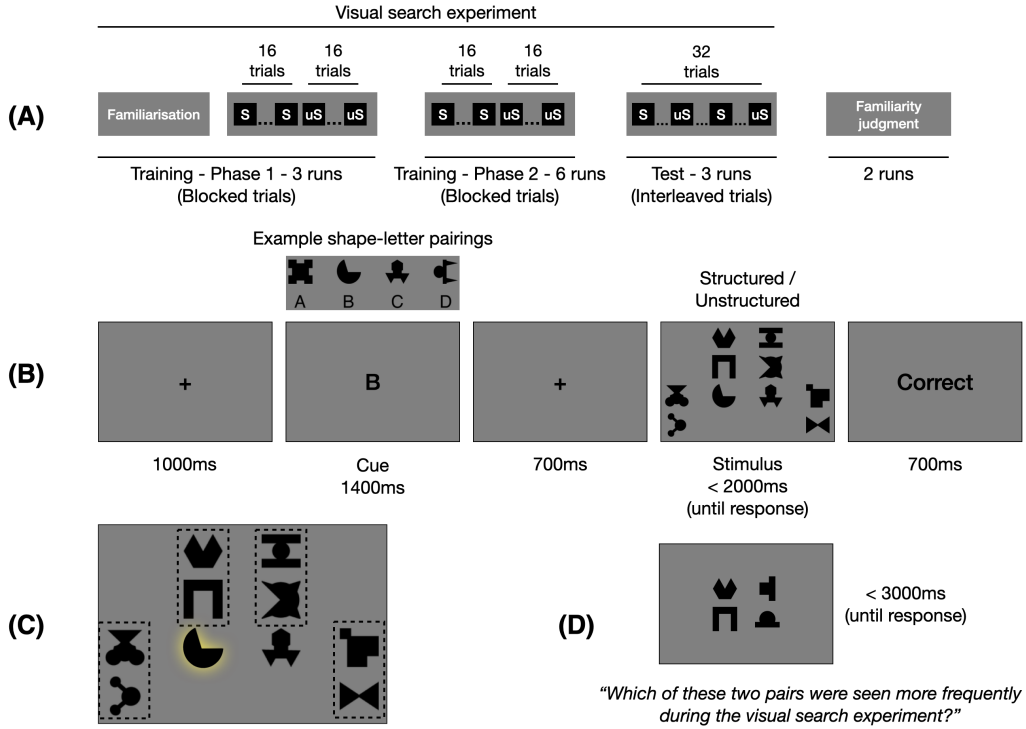 Visual search experiment
16 trials
16 trials
16 trials
16 trials
32 trials
(A)
Familiarisation
S ... S uS ... uS
S ... S uS ... uS
S ... uS ... S ... uS
Familiarity judgment
Training - Phase 1 - 3 runs
(Blocked trials)
Training - Phase 2 - 6 runs
(Blocked trials)
Test - 3 runs
(Interleaved trials)
2 runs
Example shape-letter pairings
A B C D
Structured /
Unstructured
(B)
+
B
+
Correct
1000ms
Cue
1400ms
700ms
Stimulus
< 2000ms
(until response)
700ms
(C)
(D)
< 3000ms
(until response)
“Which of these two pairs were seen more frequently
during the visual search experiment?”